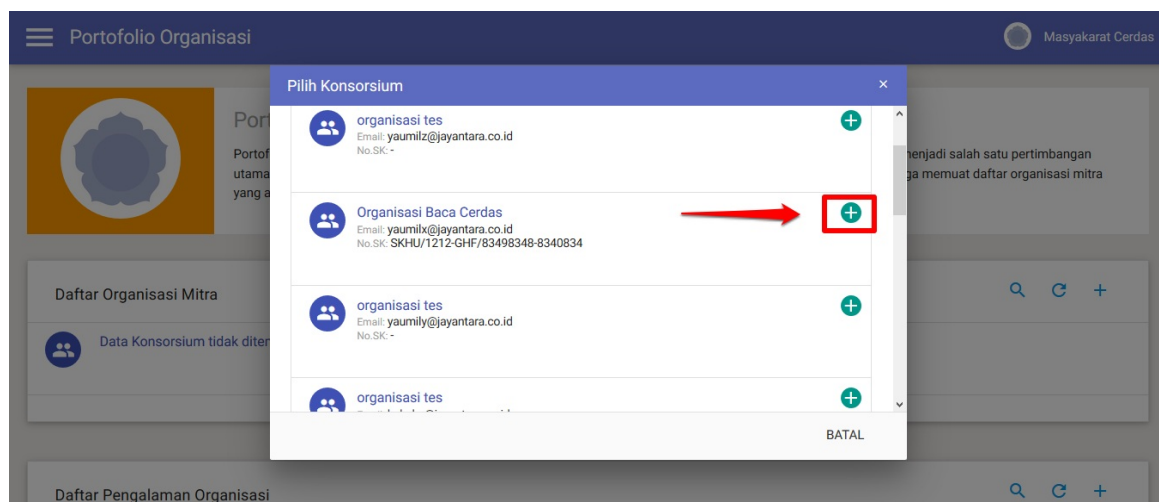 Portofolio Organisasi
Masyakarat Cerdas
Pilih Konsorsium
×
Port
Portof
utama
yang a
menjadi salah satu pertimbangan
ga memuat daftar organisasi mitra
organisasi tes
Email: yaumilz@jayantara.co.id
No.SK: -
Organisasi Baca Cerdas
Email: yaumilx@jayantara.co.id
No.SK: SKHU/1212-GHF/83498348-8340834
organisasi tes
Email: yaumily@jayantara.co.id
No.SK: -
organisasi tes
BATAL
Daftar Organisasi Mitra
Data Konsorsium tidak diter
Daftar Pengalaman Organisasi